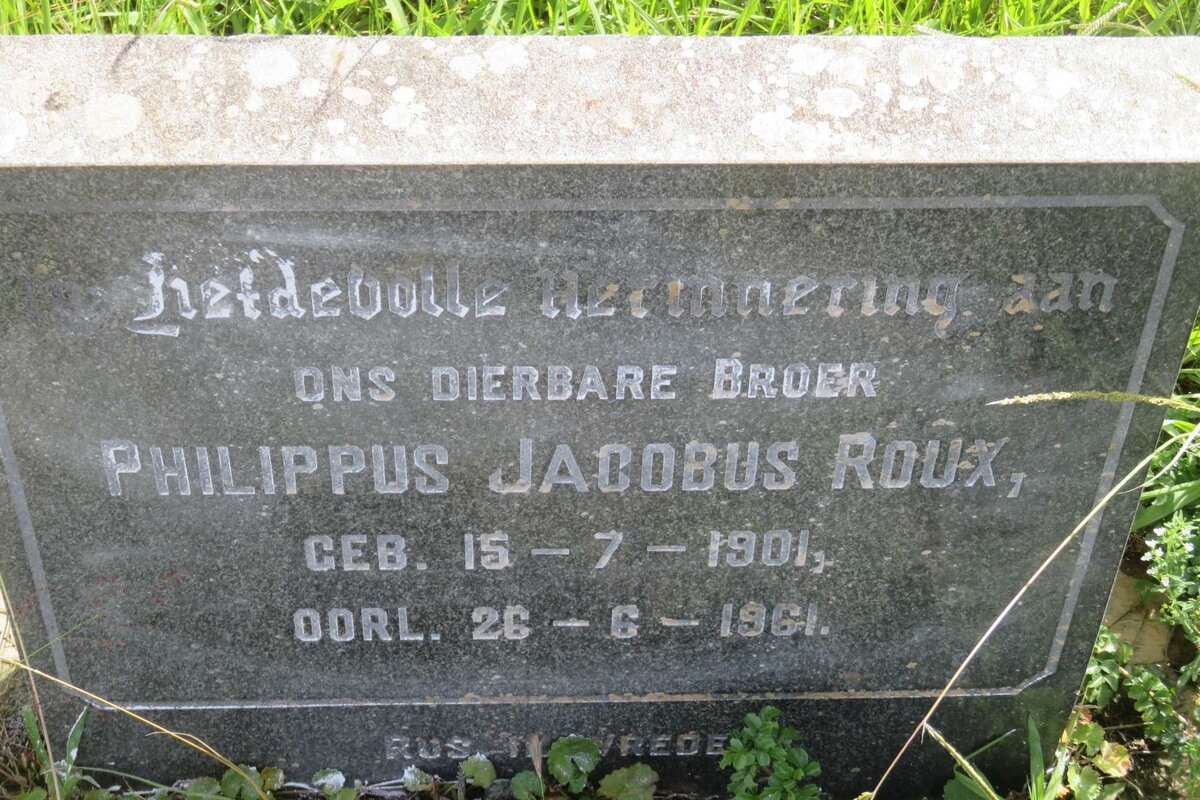 In Liefdevolle Herinnering aan
ONS DIERBARE BROER
PHILIPPUS JACOBUS ROUX,
GEB. 15 – 7 – 1901,
OORL. 26 – 6 – 1961.
RUS IN VREDE